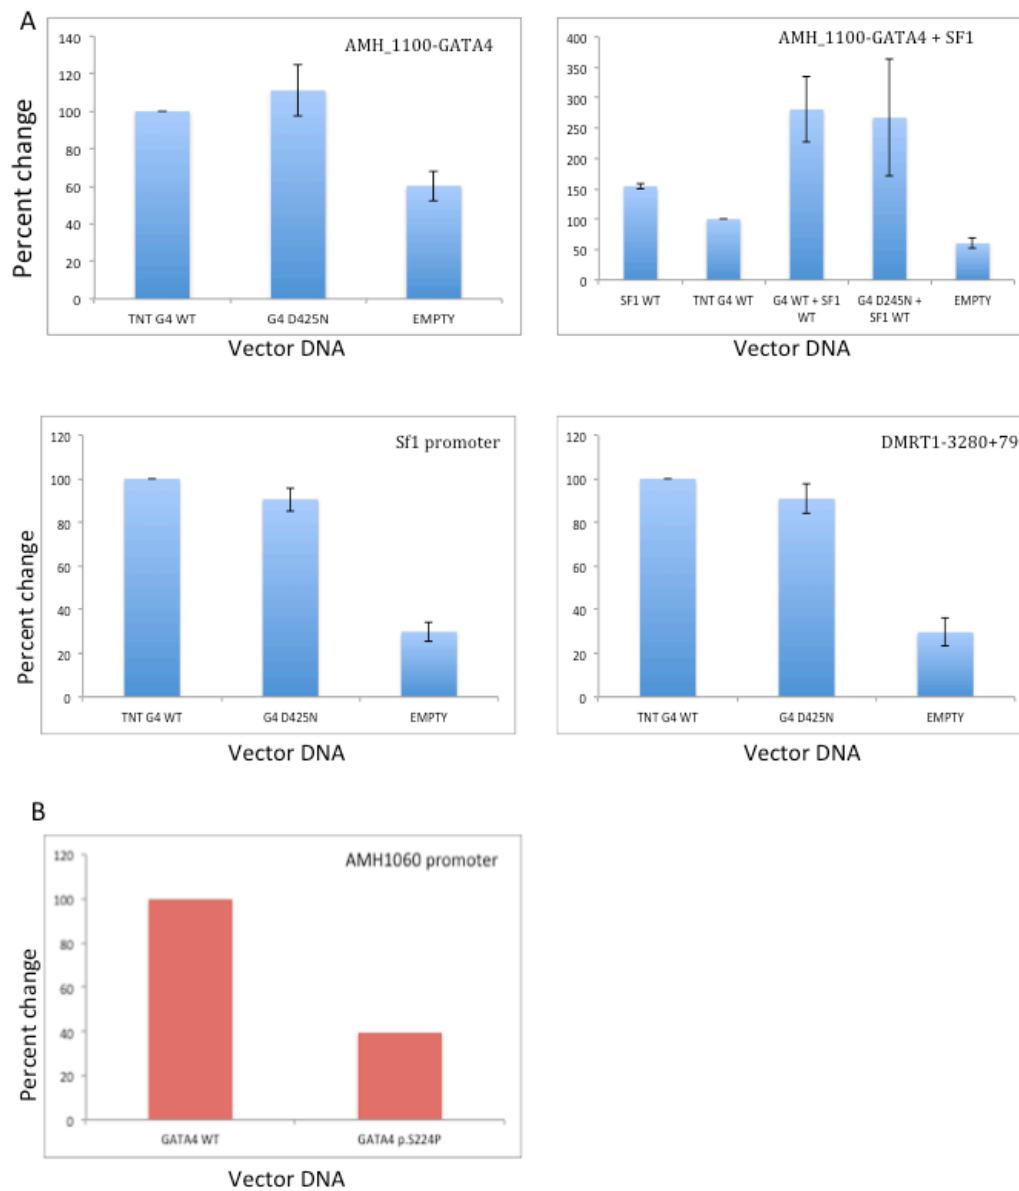 A
AMH_1100-GATA4
Percent change
140
120
100
80
60
40
20
0
TNT G4 WT
G4 D425N
EMPTY
Vector DNA
AMH_1100-GATA4 + SF1
400
350
300
250
200
150
100
50
0
SF1 WT
TNT G4 WT
G4 WT + SF1
WT
G4 D245N +
SF1 WT
EMPTY
Vector DNA
Sf1 promoter
Percent change
120
100
80
60
40
20
0
TNT G4 WT
G4 D425N
EMPTY
Vector DNA
DMRT1-3280+79
120
100
80
60
40
20
0
TNT G4 WT
G4 D425N
EMPTY
Vector DNA
B
AMH1060 promoter
Percent change
120
100
80
60
40
20
0
GATA4 WT
GATA4 p.S224P
Vector DNA